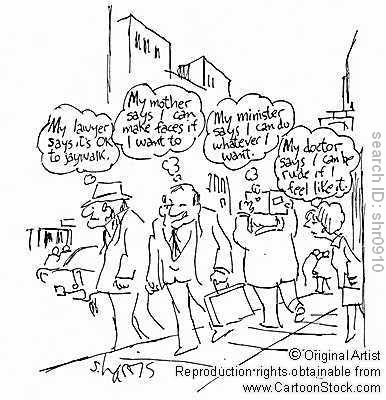 My lawyer
says it's OK
to jaywalk.
My mother
says I can
make faces if
I want to
My minister
says I can do
whatever I
want.
My doctor
says I can be
rude if I
feel like it.
search ID: shr0910
© Original Artist
Reproduction rights obtainable from
www.CartoonStock.com